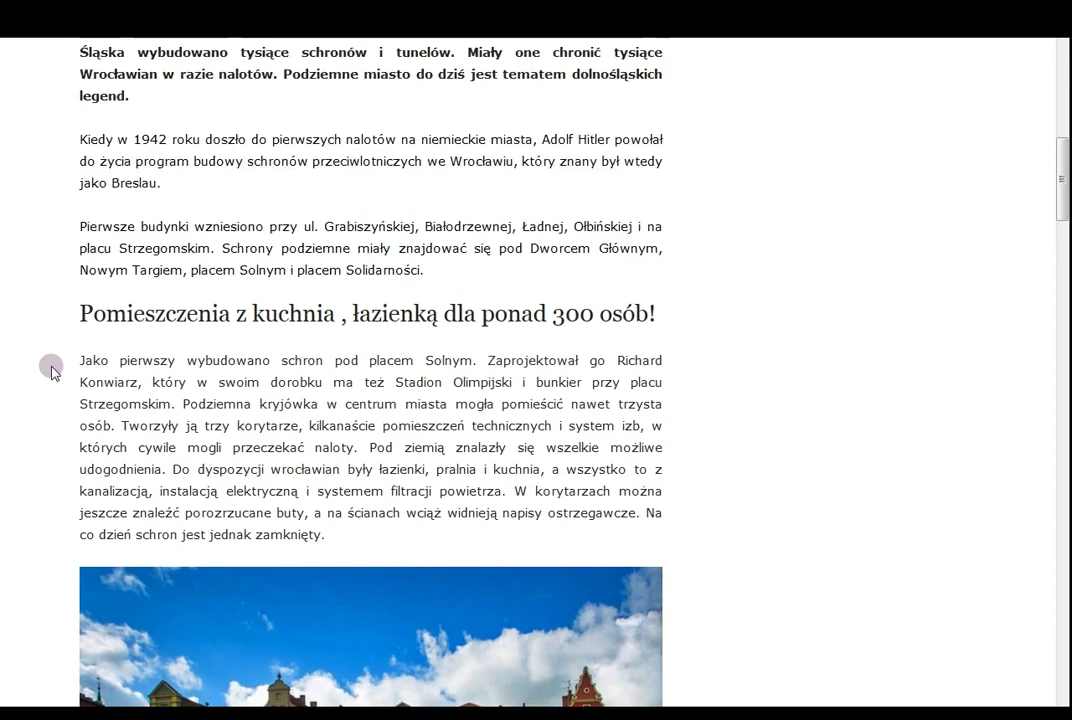 Śląska wybudowano tysiące schronów i tunelów. Miały one chronić tysiące
Wrocławian w razie nalotów. Podziemne miasto do dziś jest tematem dolnośląskich
legend.
Kiedy w 1942 roku doszło do pierwszych nalotów na niemieckie miasta, Adolf Hitler powołał
do życia program budowy schronów przeciwlotniczych we Wrocławiu, który znany był wtedy
jako Breslau.
Pierwsze budynki wzniesiono przy ul. Grabiszyńskiej, Białodrzewnej, Ładnej, Ołbińskiej i na
placu Strzegomskim. Schrony podziemne miały znajdować się pod Dworcem Głównym,
Nowym Targiem, placem Solnym i placem Solidarności.
Pomieszczenia z kuchnia , łazienką dla ponad 300 osób!
Jako pierwszy wybudowano schron pod placem Solnym. Zaprojektował go Richard
Konwiarz, który w swoim dorobku ma też Stadion Olimpijski i bunkier przy placu
Strzegomskim. Podziemna kryjówka w centrum miasta mogła pomieścić nawet trzysta
osób. Tworzyły ją trzy korytarze, kilkanaście pomieszczeń technicznych i system izb, w
których cywile mogli przeczekać naloty. Pod ziemią znalazły się wszelkie możliwe
udogodnienia. Do dyspozycji wrocławian były łazienki, pralnia i kuchnia, a wszystko to z
kanalizacją, instalacją elektryczną i systemem filtracji powietrza. W korytarzach można
jeszcze znaleźć porozrzucane buty, a na ścianach wciąż widnieją napisy ostrzegawcze. Na
co dzień schron jest jednak zamknięty.